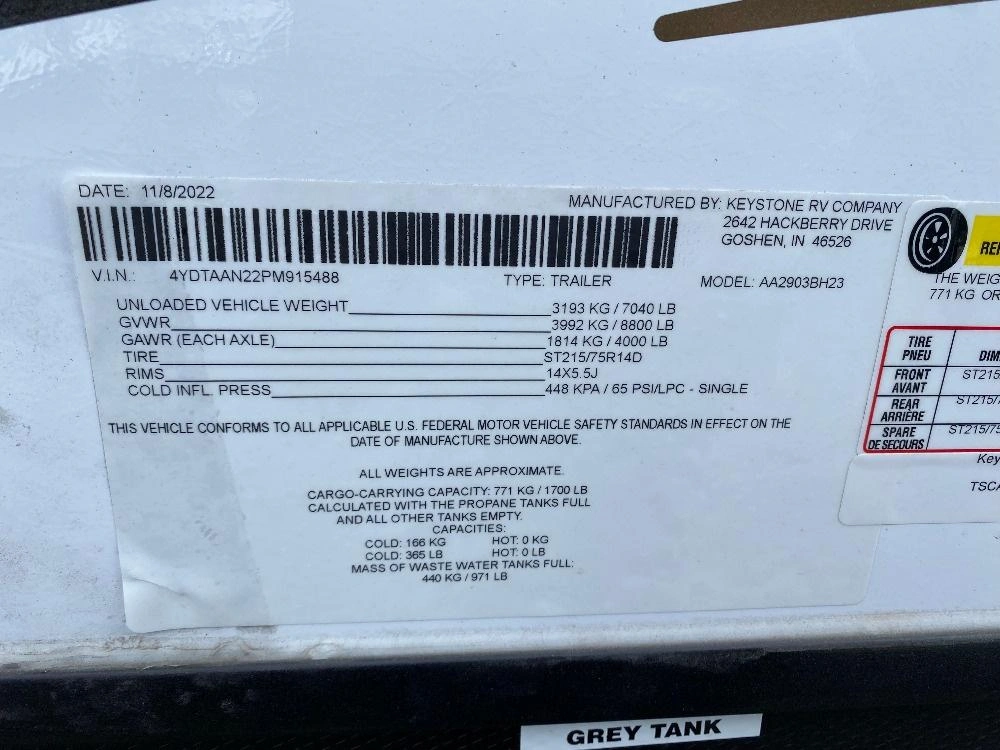 DATE: 11/8/2022
MANUFACTURED BY: KEYSTONE RV COMPANY
2642 HACKBERRY DRIVE
GOSHEN, IN 46526
V.I.N.: 4YDTAAN22PM915488 TYPE: TRAILER MODEL: AA2903BH23
UNLOADED VEHICLE WEIGHT 3193 KG / 7040 LB
GVWR 3992 KG / 8800 LB
GAWR (EACH AXLE) 1814 KG / 4000 LB
TIRE ST215/75R14D
RIMS 14X5.5J
COLD INFL. PRESS 448 KPA / 65 PSI/LPC - SINGLE
THIS VEHICLE CONFORMS TO ALL APPLICABLE U.S. FEDERAL MOTOR VEHICLE SAFETY STANDARDS IN EFFECT ON THE
DATE OF MANUFACTURE SHOWN ABOVE.
ALL WEIGHTS ARE APPROXIMATE.
CARGO-CARRYING CAPACITY: 771 KG / 1700 LB
CALCULATED WITH THE PROPANE TANKS FULL
AND ALL OTHER TANKS EMPTY.
CAPACITIES:
COLD: 166 KG HOT: 0 KG
COLD: 365 LB HOT: 0 LB
MASS OF WASTE WATER TANKS FULL:
440 KG / 971 LB
THE WEIG
771 KG OR
TIRE
PNEU DIM
FRONT ST215
AVANT
REAR ST215/
ARRIÈRE
SPARE ST215/75
DE SECOURS
Key
TSCA
GREY TANK